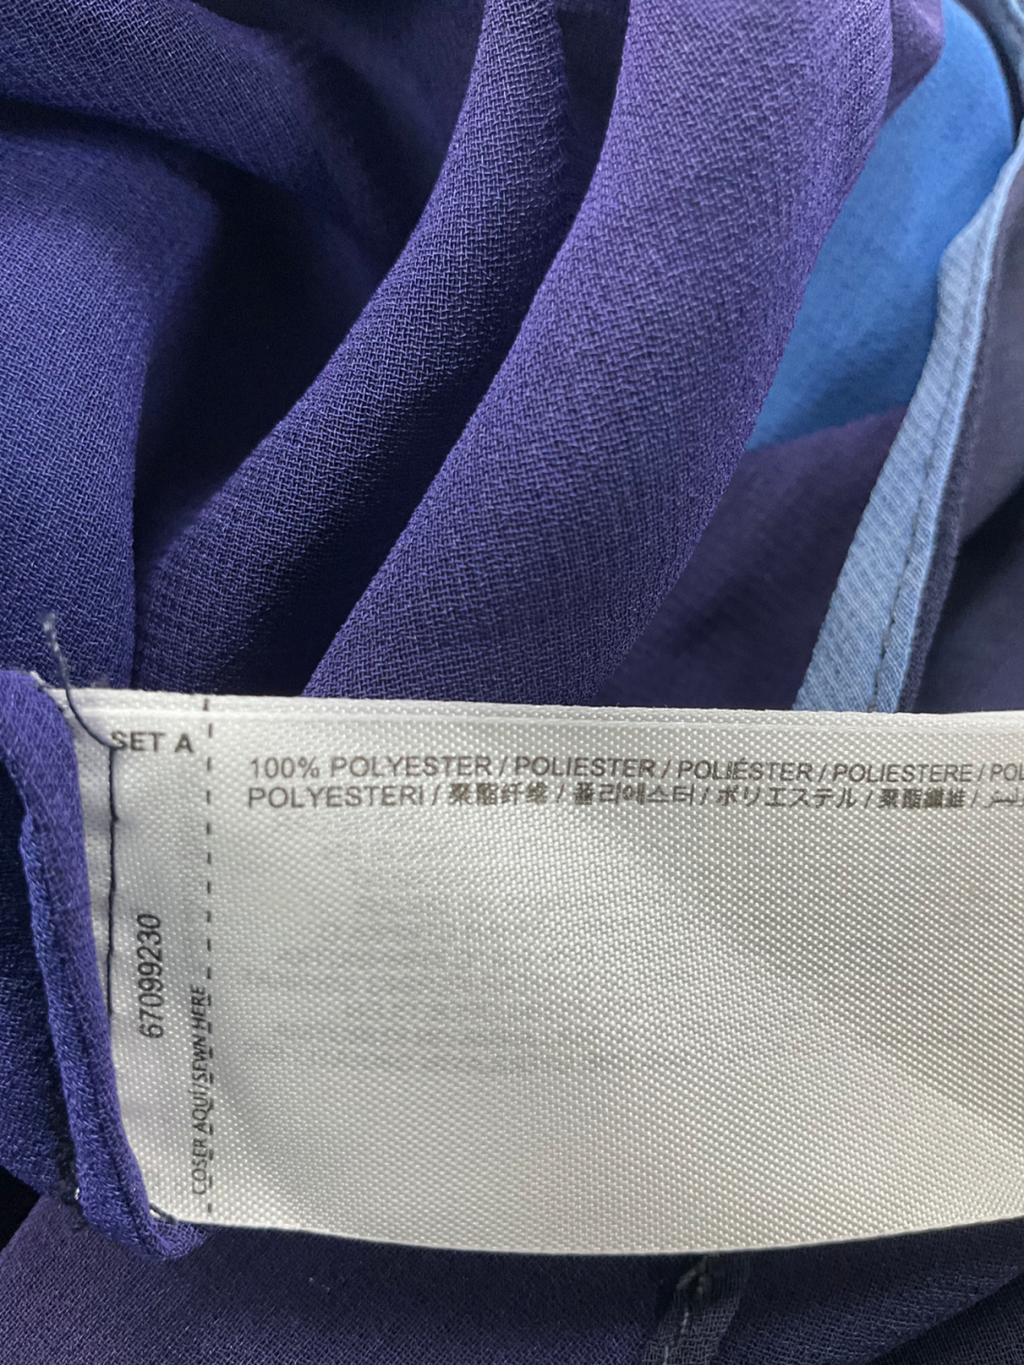 SET A
100% POLYESTER / POLIESTER / POLIÉSTER / POLIESTERE / POL
POLYESTERI / 聚酯纤维 / 폴리에스터 / ポリエステル / 聚酯纖維 /
67099230
COSER AQUI/SEWN HERE